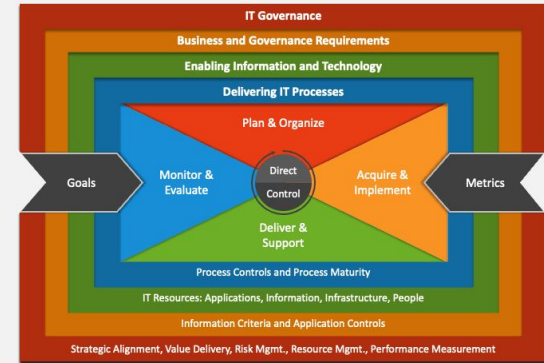 IT Governance
Business and Governance Requirements
Enabling Information and Technology
Delivering IT Processes
Plan & Organize
Goals
Monitor &
Evaluate
Direct
Control
Acquire &
Implement
Metrics
Deliver &
Support
Process Controls and Process Maturity
IT Resources: Applications, Information, Infrastructure, People
Information Criteria and Application Controls
Strategic Alignment, Value Delivery, Risk Mgmt., Resource Mgmt., Performance Measurement